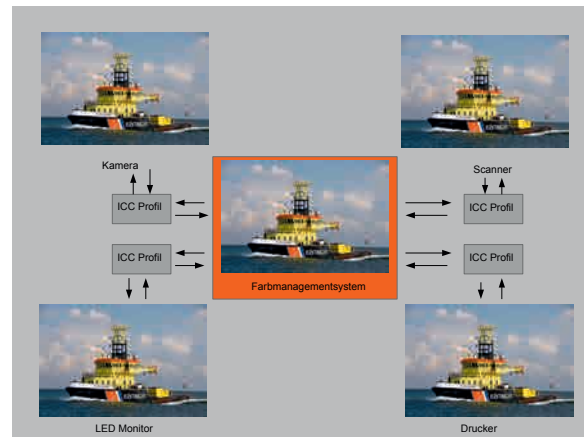 Kamera
Scanner
ICC Profil
ICC Profil
ICC Profil
ICC Profil
Farbmanagementsystem
LED Monitor
Drucker